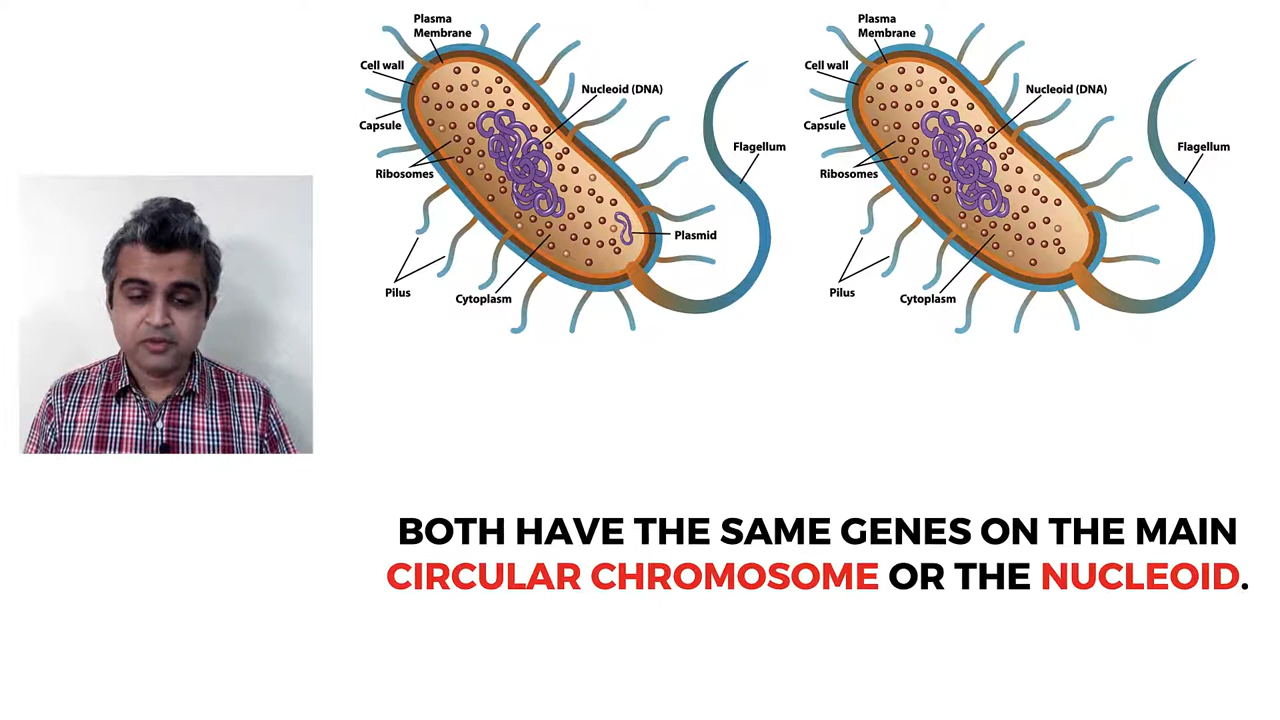 Plasma
Membrane
Cell wall
Capsule
Ribosomes
Pilus
Cytoplasm
Nucleoid (DNA)
Flagellum
Plasmid
Plasma
Membrane
Cell wall
Capsule
Ribosomes
Pilus
Cytoplasm
Nucleoid (DNA)
Flagellum
BOTH HAVE THE SAME GENES ON THE MAIN
CIRCULAR CHROMOSOME OR THE NUCLEOID.